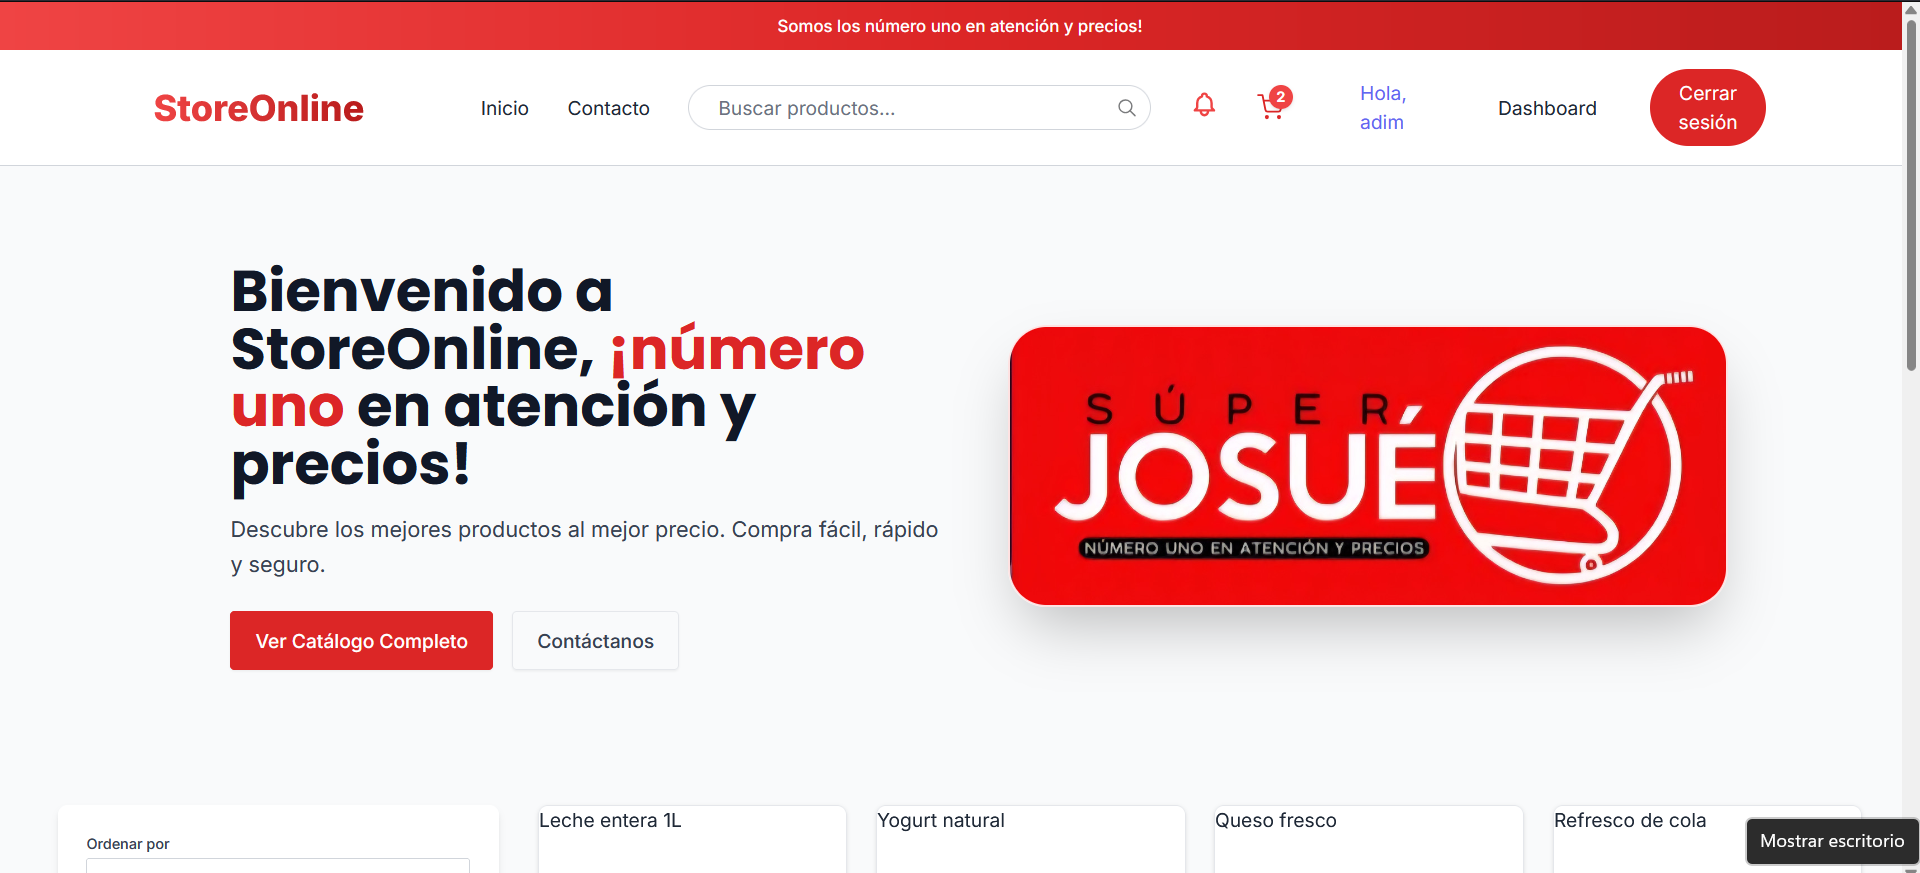 Somos los número uno en atención y precios!
StoreOnline
Inicio
Contacto
Buscar productos...
2
Hola,
adim
Dashboard
Cerrar
sesión
Bienvenido a
StoreOnline, ¡número
uno en atención y
precios!
Descubre los mejores productos al mejor precio. Compra fácil, rápido
y seguro.
Ver Catálogo Completo
Contáctanos
SÚPER
JOSUÉ
NÚMERO UNO EN ATENCIÓN Y PRECIOS
Ordenar por
Leche entera 1L
Yogurt natural
Queso fresco
Refresco de cola
Mostrar escritorio